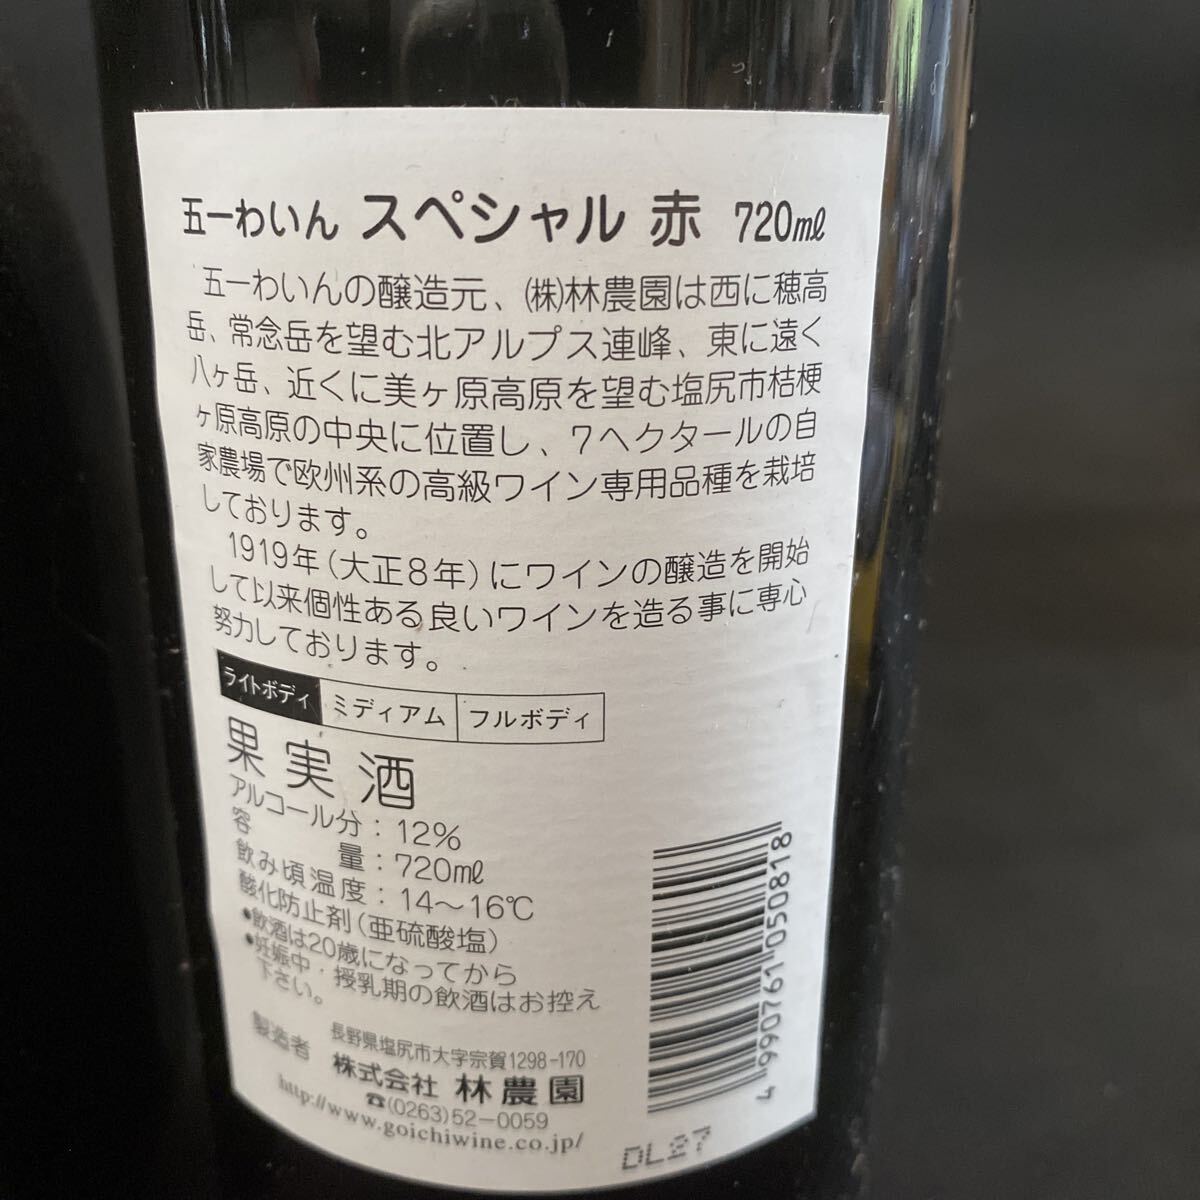 五一わいん スペシャル 赤 720ml
五一わいんの醸造元、(株)林農園は西に穂高
岳、常念岳を望む北アルプス連峰、東に遠く
八ヶ岳、近くに美ヶ原高原を望む塩尻市桔梗
ヶ原高原の中央に位置し、7ヘクタールの自
家農場で欧州系の高級ワイン専用品種を栽培
しております。
1919年(大正8年)にワインの醸造を開始
して以来個性ある良いワインを造る事に専心
努力しております。
ライトボディ ミディアム フルボディ
果実酒
アルコール分:12%
容量:720ml
飲み頃温度:14〜16℃
酸化防止剤(亜硫酸塩)
●飲酒は20歳になってから
●妊娠中・授乳期の飲酒はお控え
下さい。
製造者 長野県塩尻市大字宗賀1298-170
株式会社 林農園
☎(0263)52-0059
http://www.goichiwine.co.jp/
4 990761 050818
DL27